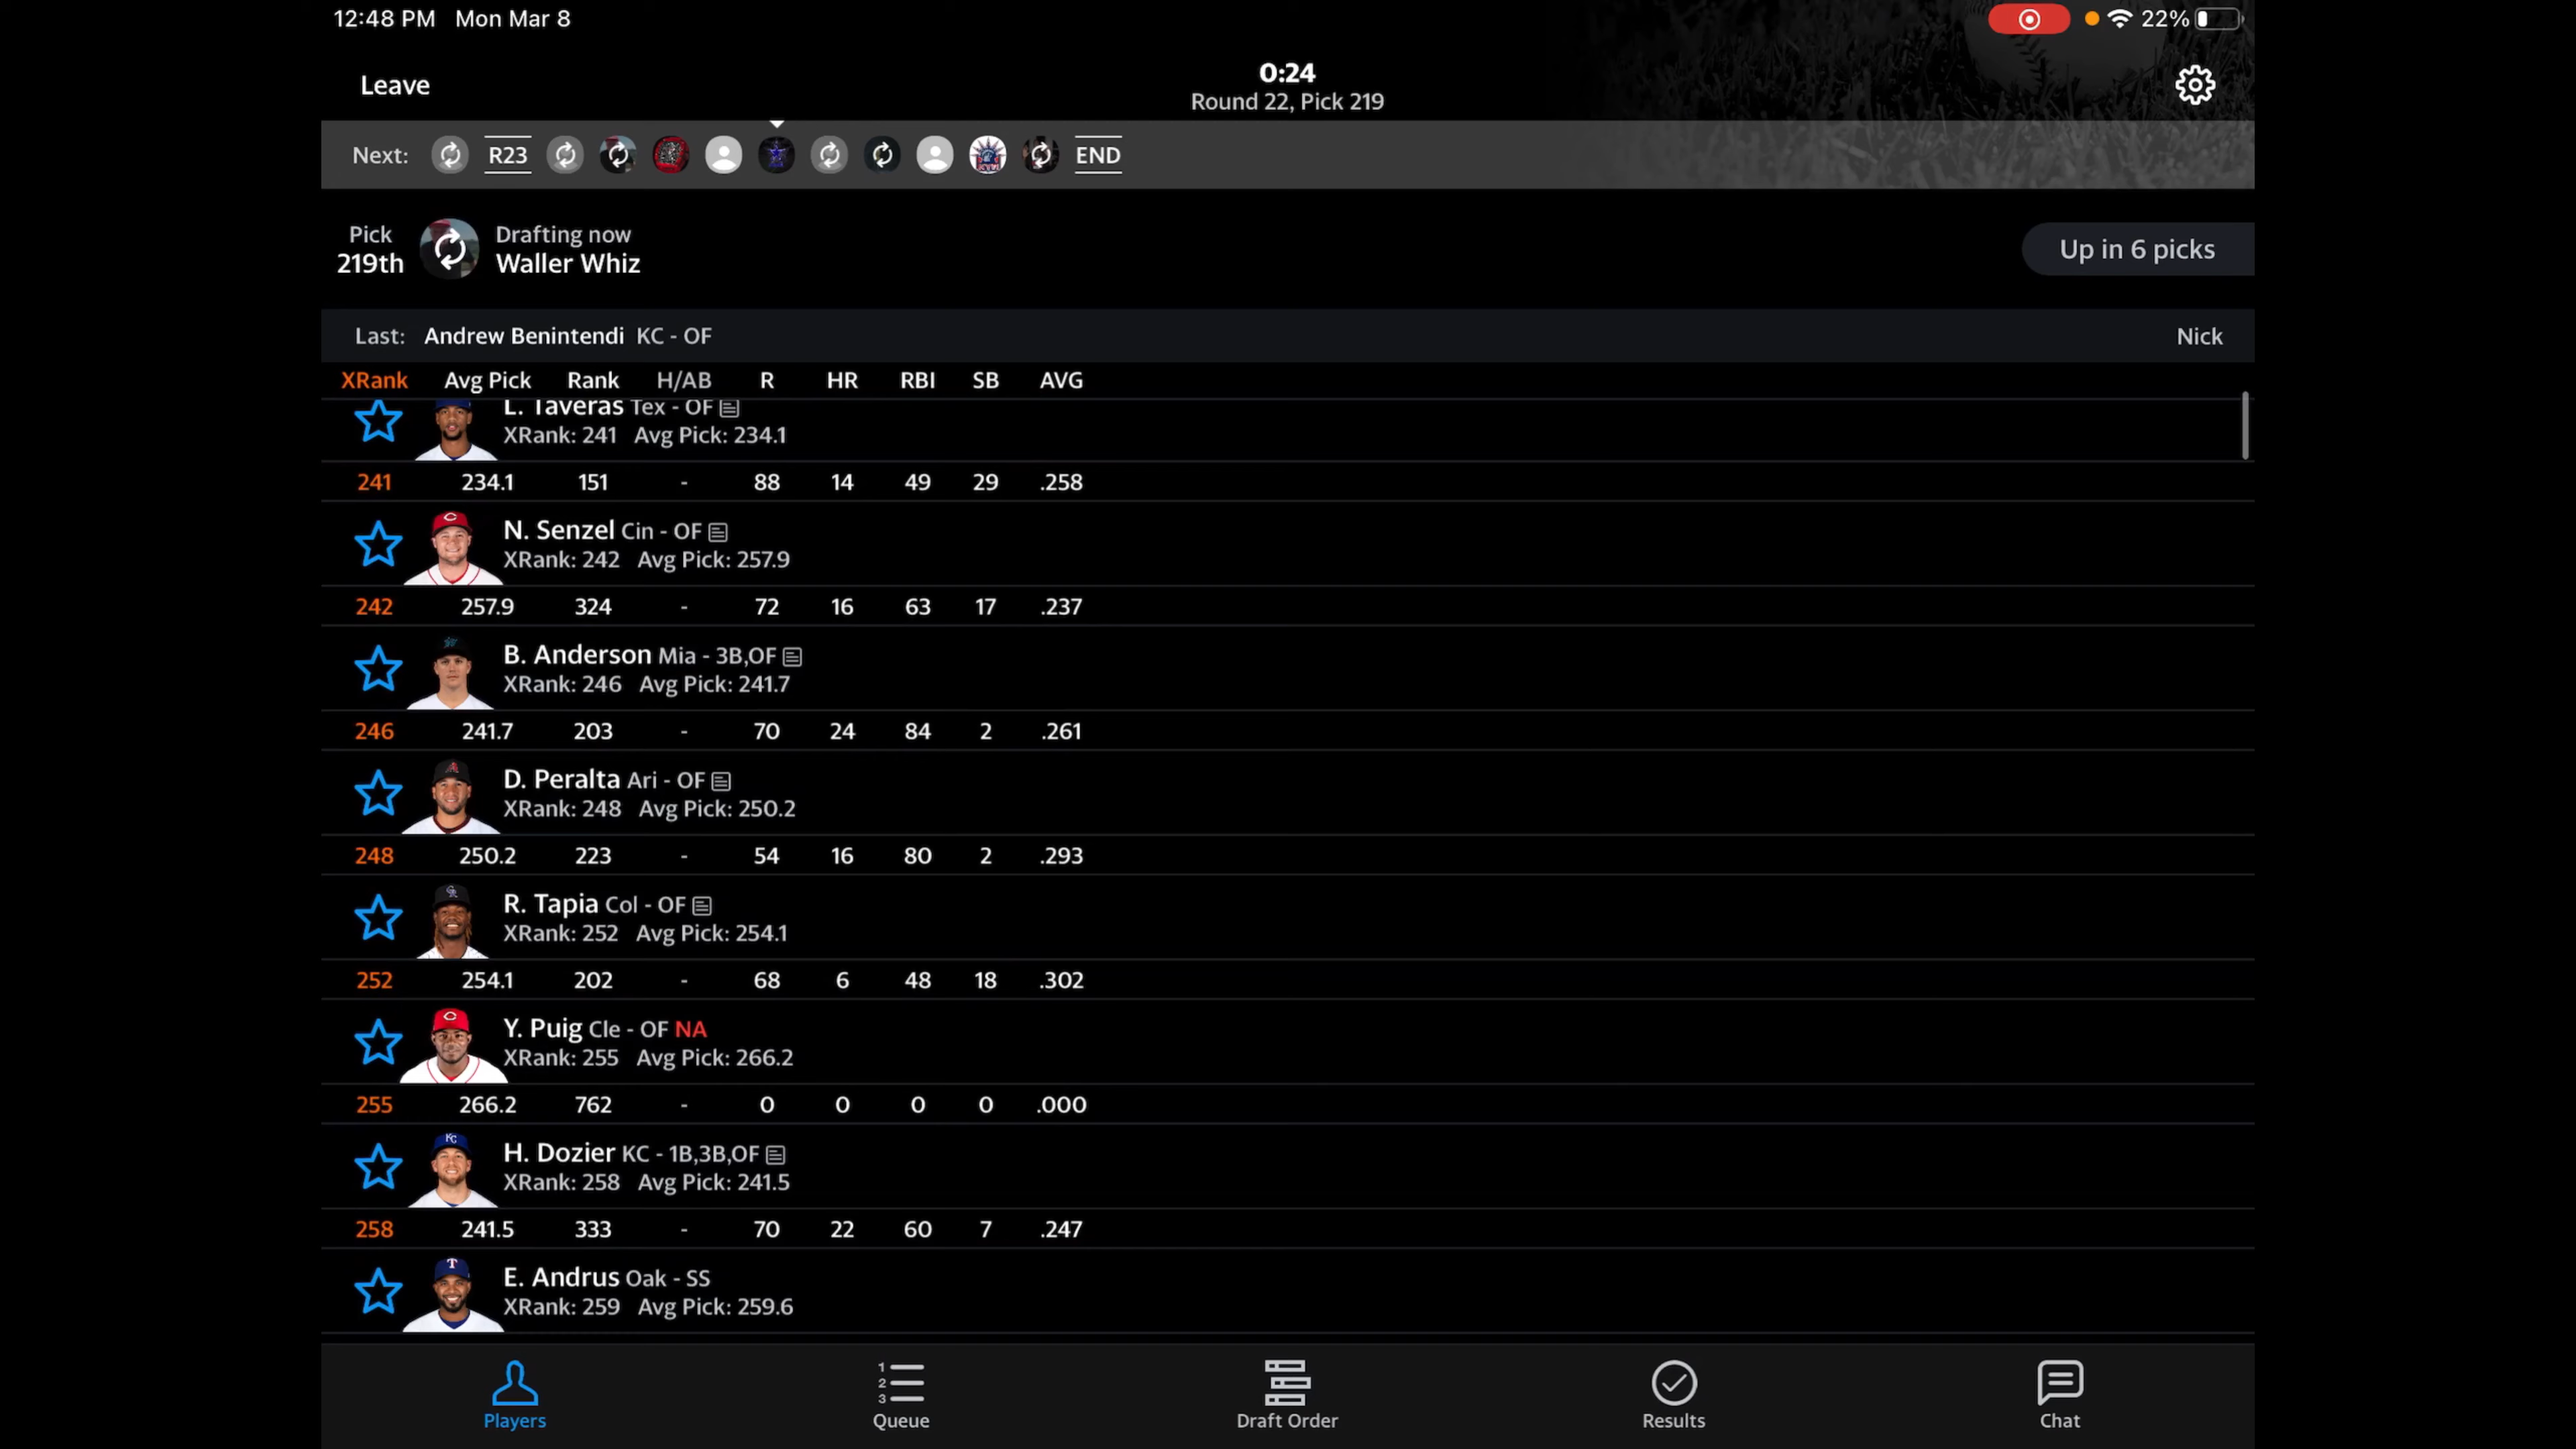 12:48 PM Mon Mar 8 22%
Leave
0:24
Round 22, Pick 219
Next: R23 END
Pick
219th
Drafting now
Waller Whiz
Up in 6 picks
Last: Andrew Benintendi KC - OF Nick
XRank Avg Pick Rank H/AB R HR RBI SB AVG
L. Taveras Tex - OF
XRank: 241 Avg Pick: 234.1
241 234.1 151 - 88 14 49 29 .258
N. Senzel Cin - OF
XRank: 242 Avg Pick: 257.9
242 257.9 324 - 72 16 63 17 .237
B. Anderson Mia - 3B,OF
XRank: 246 Avg Pick: 241.7
246 241.7 203 - 70 24 84 2 .261
D. Peralta Ari - OF
XRank: 248 Avg Pick: 250.2
248 250.2 223 - 54 16 80 2 .293
R. Tapia Col - OF
XRank: 252 Avg Pick: 254.1
252 254.1 202 - 68 6 48 18 .302
Y. Puig Cle - OF NA
XRank: 255 Avg Pick: 266.2
255 266.2 762 - 0 0 0 0 .000
H. Dozier KC - 1B,3B,OF
XRank: 258 Avg Pick: 241.5
258 241.5 333 - 70 22 60 7 .247
E. Andrus Oak - SS
XRank: 259 Avg Pick: 259.6
Players Queue Draft Order Results Chat